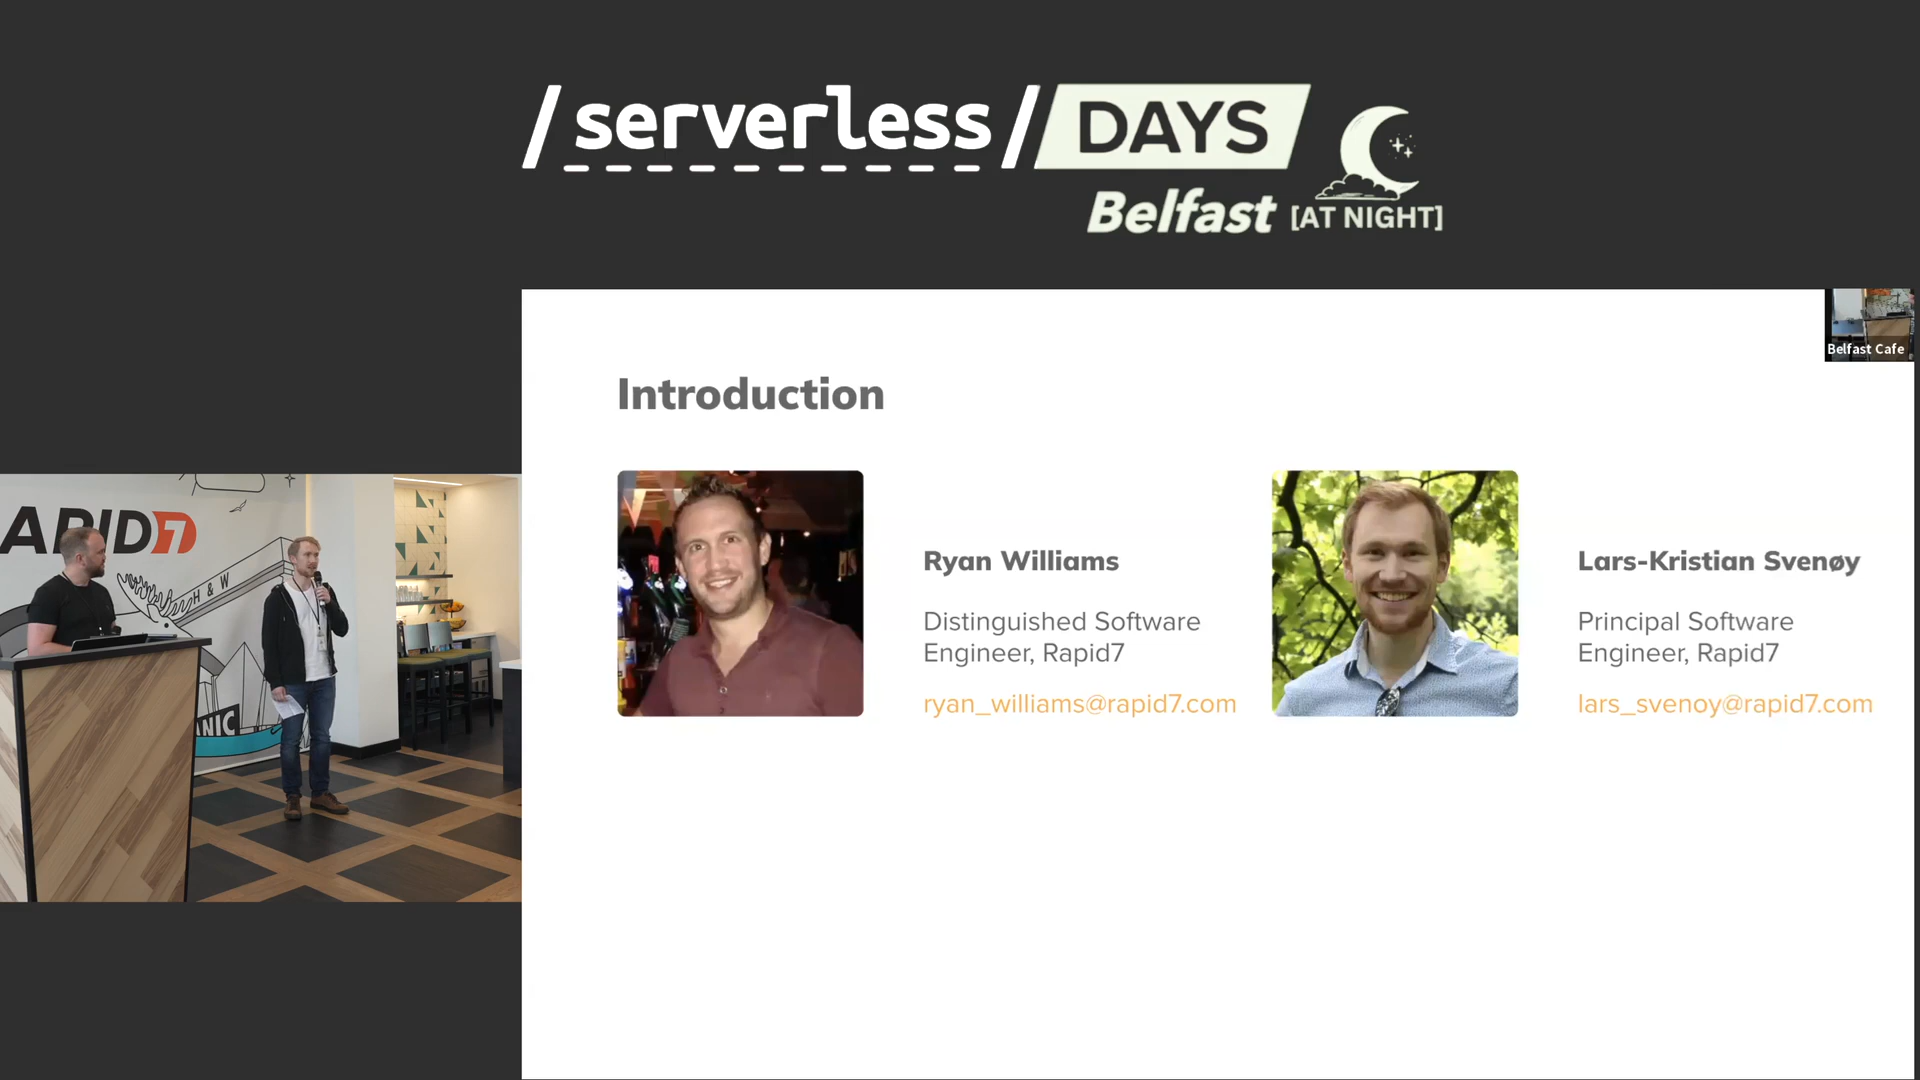 /serverless/DAYS
Belfast [AT NIGHT]
Belfast Cafe
Introduction
Ryan Williams
Distinguished Software
Engineer, Rapid7
ryan_williams@rapid7.com
Lars-Kristian Svenøy
Principal Software
Engineer, Rapid7
lars_svenoy@rapid7.com
APID7
H & W
ANIC